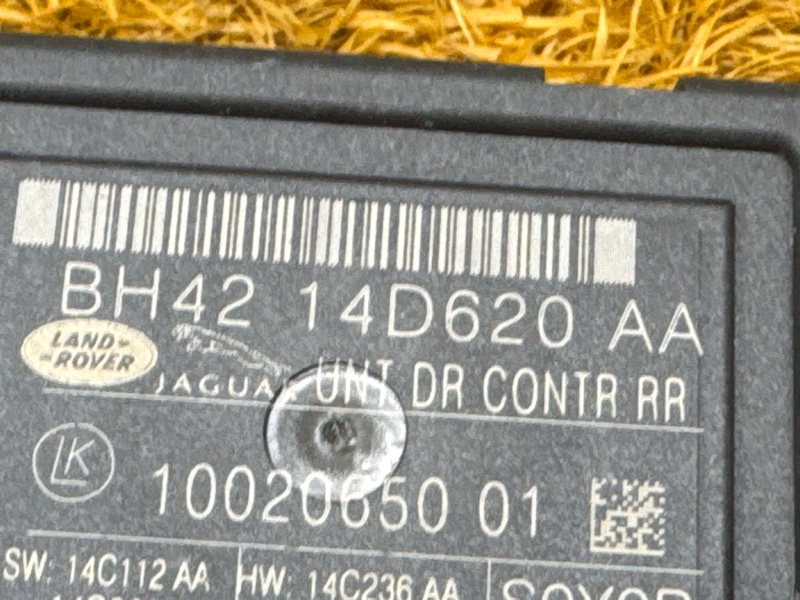 BH42 14D620 AA
LAND-
-ROVER
JAGUAR UNT DR CONTR RR
LK
10020650 01
SW: 14C112 AA HW: 14C236 AA